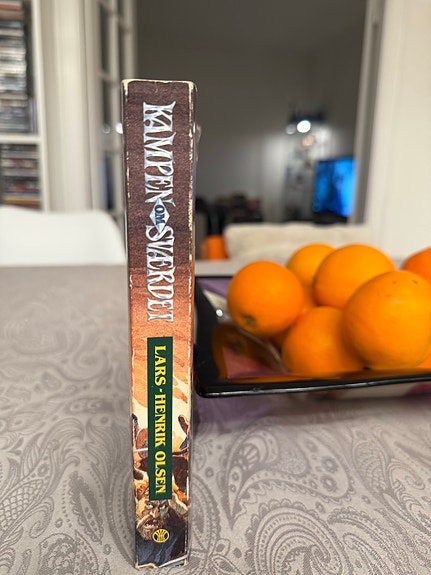 KAMPEN OM SVÆRDET
LARS-HENRIK OLSEN